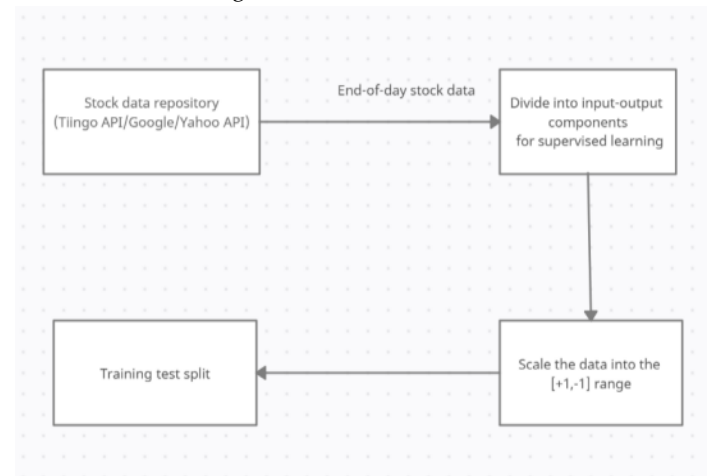 Stock data repository
(Tiingo API/Google/Yahoo API)
End-of-day stock data
Divide into input-output
components
for supervised learning
Training test split
Scale the data into the
[+1,-1] range